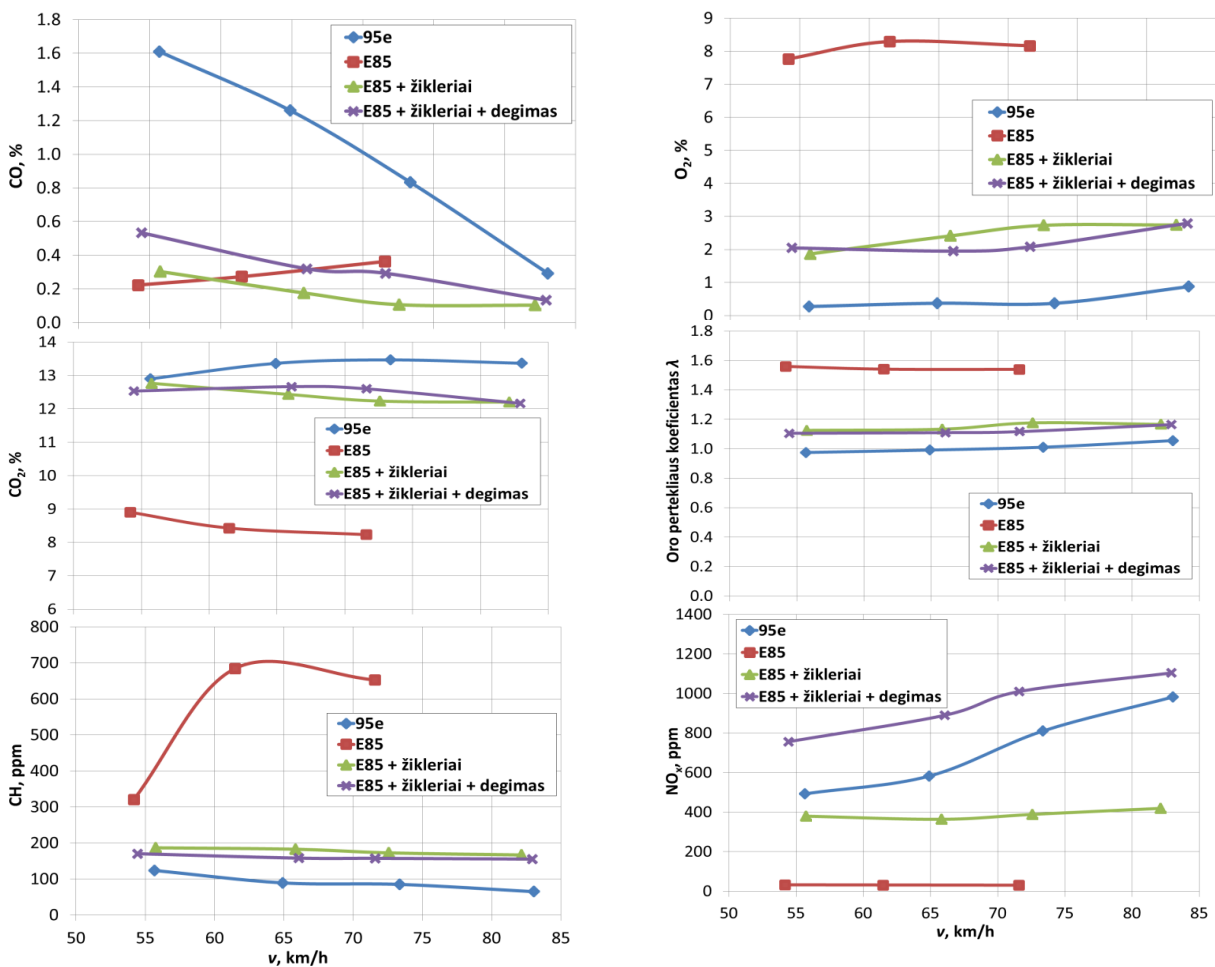 CO, %
1.8
1.6
1.4
1.2
1.0
0.8
0.6
0.4
0.2
0.0
95e
E85
E85 + žikleriai
E85 + žikleriai + degimas
O2, %
9
8
7
6
5
4
3
2
1
0
95e
E85
E85 + žikleriai
E85 + žikleriai + degimas
CO2, %
14
13
12
11
10
9
8
7
6
95e
E85
E85 + žikleriai
E85 + žikleriai + degimas
Oro pertekliaus koeficientas λ
1.8
1.6
1.4
1.2
1.0
0.8
0.6
0.4
0.2
0.0
95e
E85
E85 + žikleriai
E85 + žikleriai + degimas
CH, ppm
800
700
600
500
400
300
200
100
0
95e
E85
E85 + žikleriai
E85 + žikleriai + degimas
50 55 60 65 70 75 80 85
v, km/h
NOx, ppm
1400
1200
1000
800
600
400
200
0
95e
E85
E85 + žikleriai
E85 + žikleriai + degimas
50 55 60 65 70 75 80 85
v, km/h